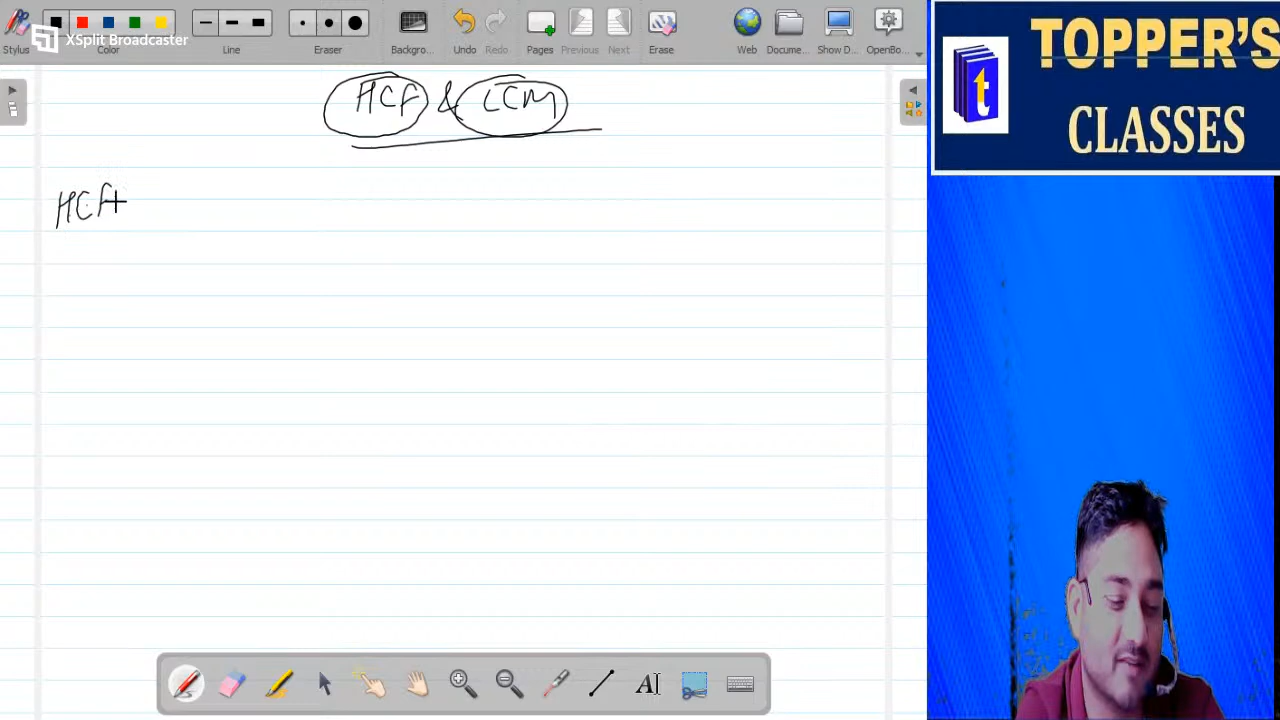 Stylus
Color
Line
Eraser
Backgro...
Undo
Redo
Pages
Previous
Next
Erase
Web
Docume...
Show D...
OpenBo...
XSplit Broadcaster
TOPPER'S
CLASSES
t
HCF & LCM
HCF
A